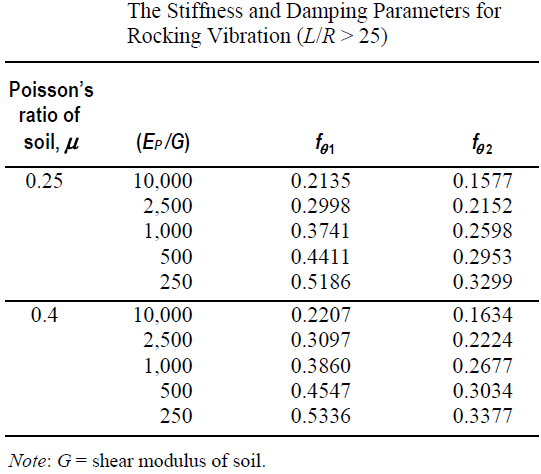 The Stiffness and Damping Parameters for
Rocking Vibration (L/R > 25)
Poisson's
ratio of
soil, μ (EP/G) fθ1 fθ2
0.25 10,000 0.2135 0.1577
2,500 0.2998 0.2152
1,000 0.3741 0.2598
500 0.4411 0.2953
250 0.5186 0.3299
0.4 10,000 0.2207 0.1634
2,500 0.3097 0.2224
1,000 0.3860 0.2677
500 0.4547 0.3034
250 0.5336 0.3377
Note: G = shear modulus of soil.